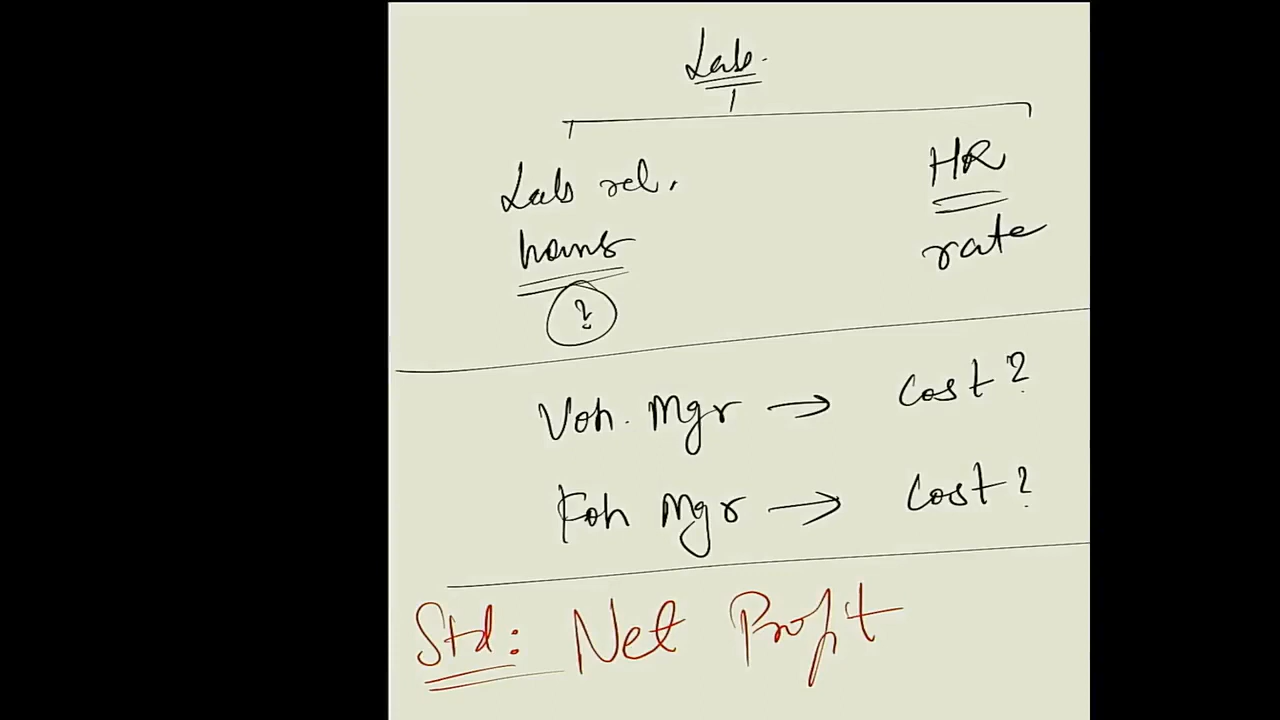 Lab.
Lab rel. HR
hours rate
?
Voh. Mgr → Cost?
Foh Mgr → Cost?
Std: Net Profit